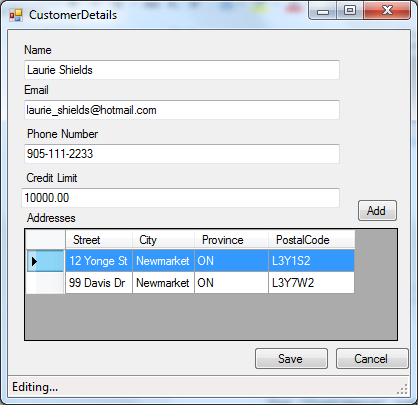 CustomerDetails
Name
Laurie Shields
Email
laurie_shields@hotmail.com
Phone Number
905-111-2233
Credit Limit
10000.00
Add
Addresses
Street City Province PostalCode
12 Yonge St Newmarket ON L3Y1S2
99 Davis Dr Newmarket ON L3Y7W2
Save Cancel
Editing...